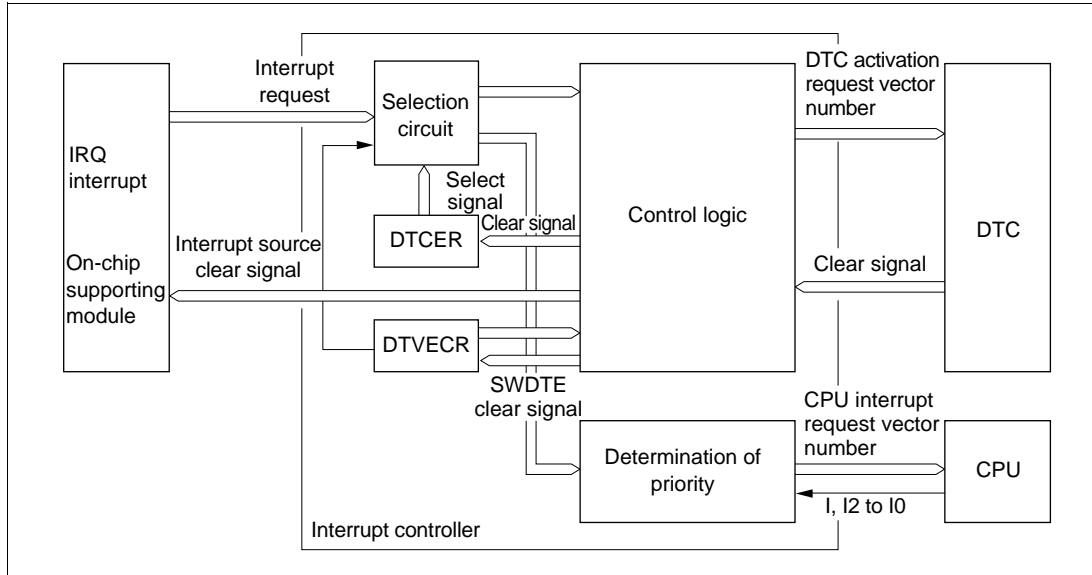 Interrupt
request
DTC activation
request vector
number
Selection
circuit
IRQ
interrupt
Select
signal
Control logic
DTC
DTCER
Clear signal
Interrupt source
clear signal
Clear signal
On-chip
supporting
module
DTVECR
SWDTE
clear signal
CPU interrupt
request vector
number
Determination of
priority
CPU
I, I2 to I0
Interrupt controller